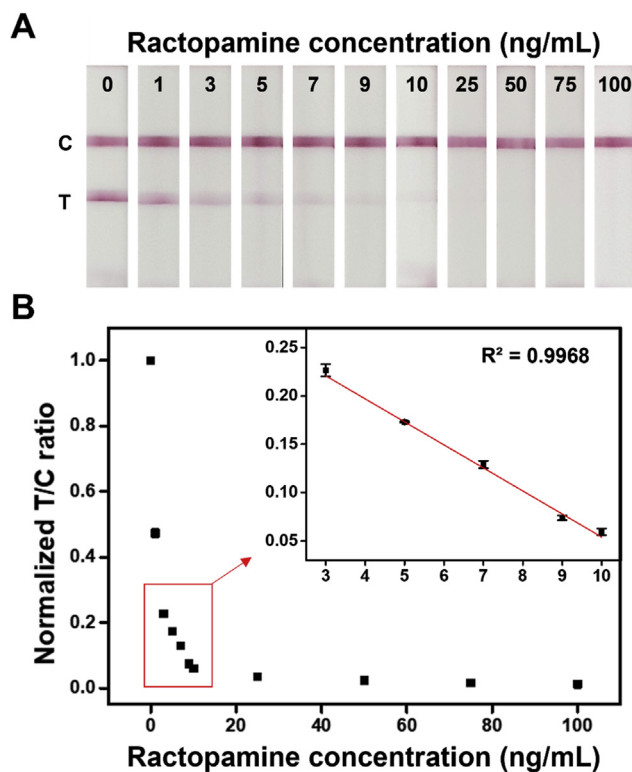 A
Ractopamine concentration (ng/mL)
0 1 3 5 7 9 10 25 50 75 100
C
T
B
R² = 0.9968
0.25
0.20
0.15
0.10
0.05
3 4 5 6 7 8 9 10
1.0
0.8
0.6
0.4
0.2
0.0
0 20 40 60 80 100
Normalized T/C ratio
Ractopamine concentration (ng/mL)